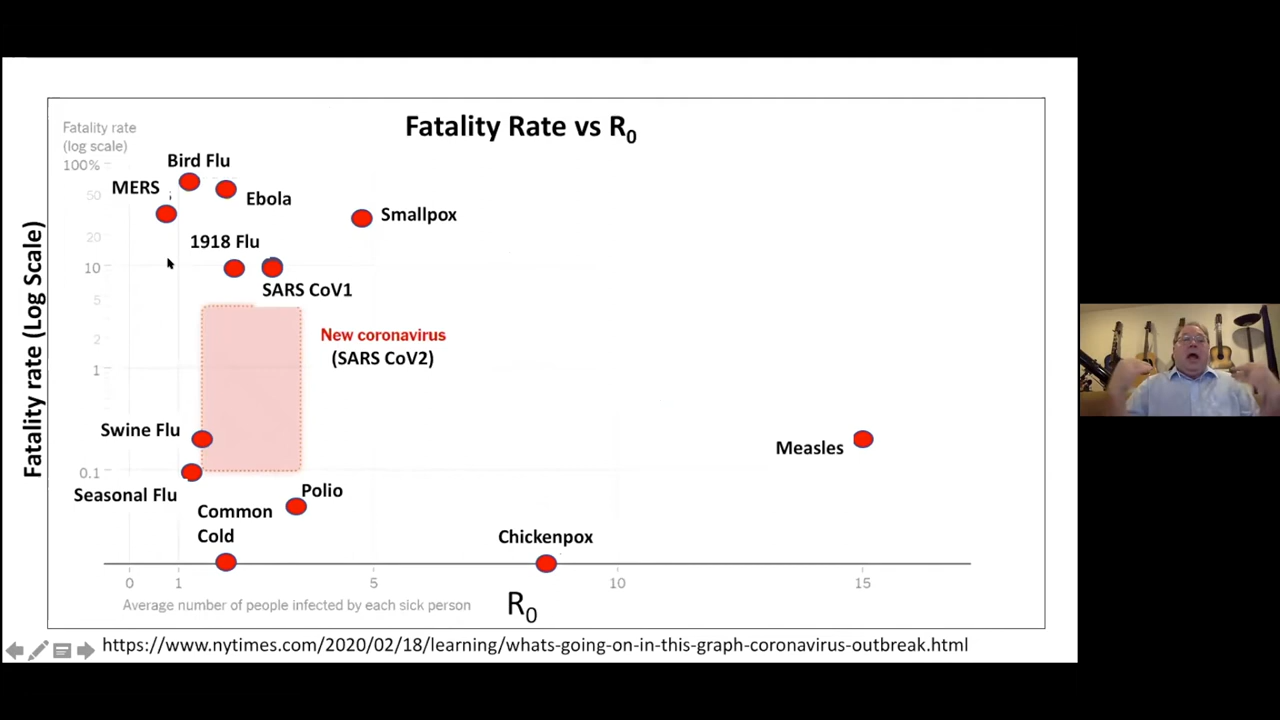 Fatality Rate vs R0
Fatality rate
(log scale)
100%
50
20
10
5
2
1
0.1
Fatality rate (Log Scale)
Bird Flu
MERS
Ebola
Smallpox
1918 Flu
SARS CoV1
New coronavirus
(SARS CoV2)
Swine Flu
Measles
Seasonal Flu
Polio
Common
Cold
Chickenpox
0 1 5 10 15
Average number of people infected by each sick person
R0
https://www.nytimes.com/2020/02/18/learning/whats-going-on-in-this-graph-coronavirus-outbreak.html